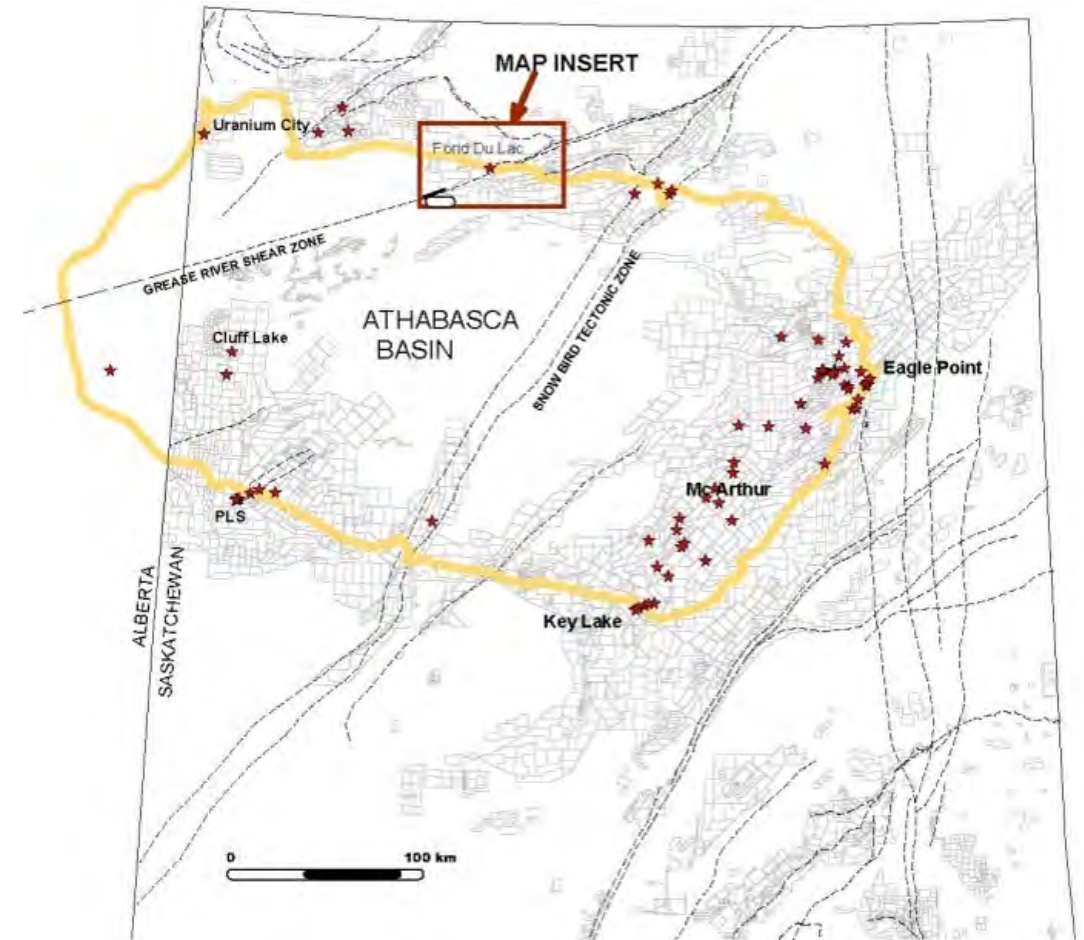 MAP INSERT
Uranium City
Fond Du Lac
GREASE RIVER SHEAR ZONE
ATHABASCA
BASIN
SNOW BIRD TECTONIC ZONE
Cluff Lake
Eagle Point
Mc Arthur
PLS
Key Lake
ALBERTA
SASKATCHEWAN
0 100 km